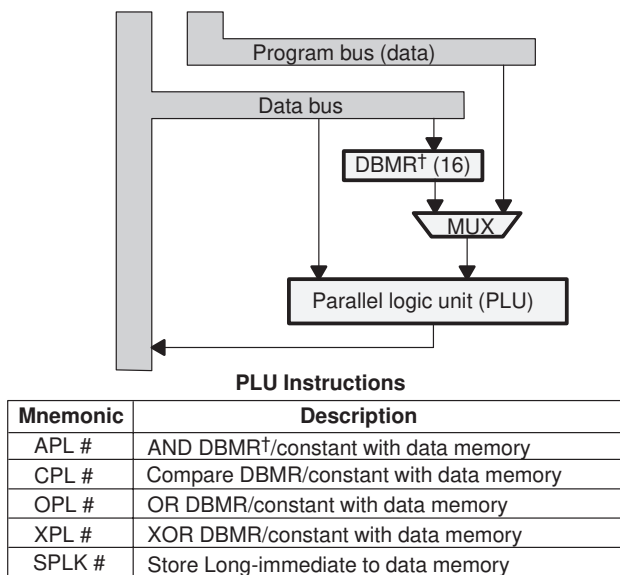 Program bus (data)
Data bus
DBMR† (16)
MUX
Parallel logic unit (PLU)
PLU Instructions
Mnemonic Description
APL # AND DBMR†/constant with data memory
CPL # Compare DBMR/constant with data memory
OPL # OR DBMR/constant with data memory
XPL # XOR DBMR/constant with data memory
SPLK # Store Long-immediate to data memory